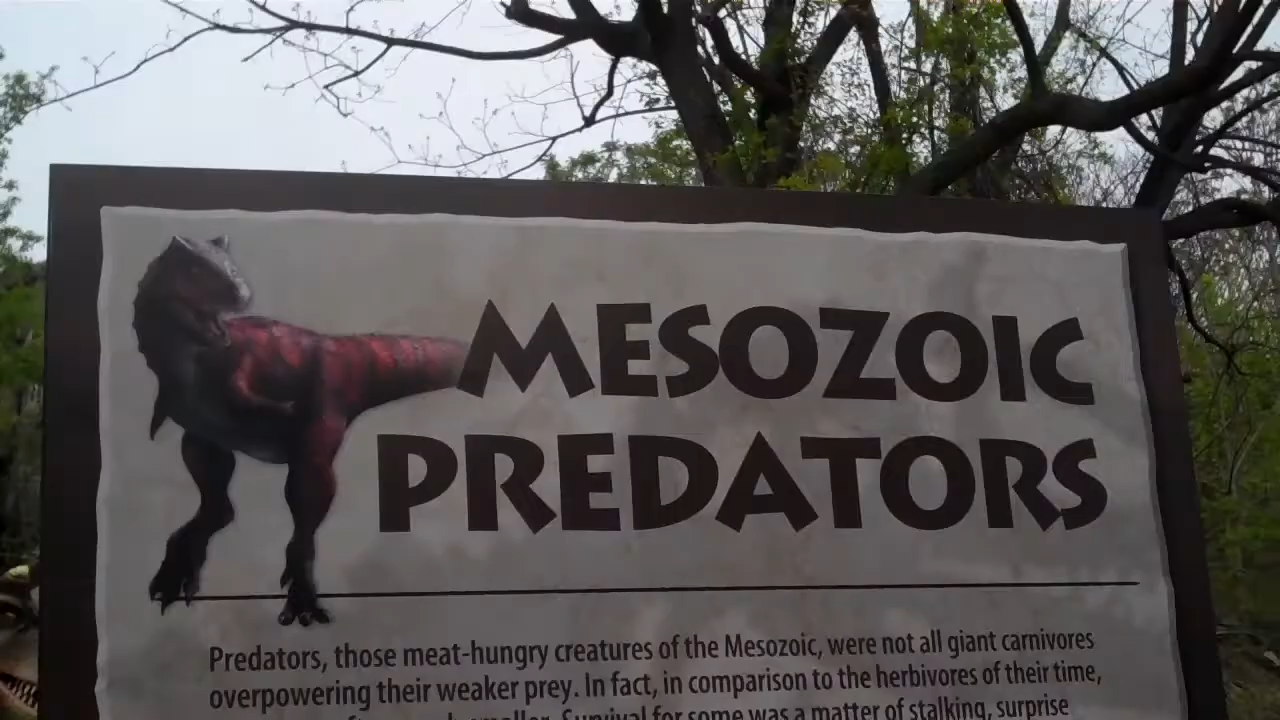 MESOZOIC
PREDATORS
Predators, those meat-hungry creatures of the Mesozoic, were not all giant carnivores
overpowering their weaker prey. In fact, in comparison to the herbivores of their time,
smaller. Survival for some was a matter of stalking, surprise